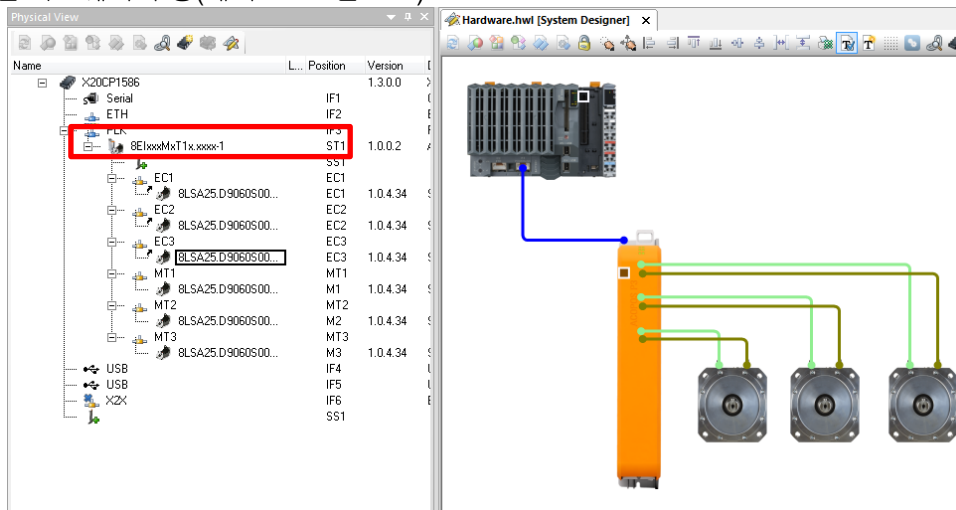 Physical View
Hardware.hwl [System Designer]
Name L... Position Version
X20CP1586 1.3.0.0
Serial IF1
ETH IF2
PLK IF3
8EIxxxMxT1x.xxxx-1 ST1 1.0.0.2
SS1
EC1 EC1
8LSA25.D9060S00... EC1 1.0.4.34
EC2 EC2
8LSA25.D9060S00... EC2 1.0.4.34
EC3 EC3
8LSA25.D9060S00... EC3 1.0.4.34
MT1 MT1
8LSA25.D9060S00... M1 1.0.4.34
MT2 MT2
8LSA25.D9060S00... M2 1.0.4.34
MT3 MT3
8LSA25.D9060S00... M3 1.0.4.34
USB IF4
USB IF5
X2X IF6
SS1